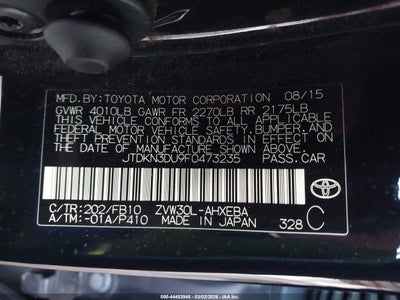 MFD.BY:TOYOTA MOTOR CORPORATION 08/15
GVWR 4010LB GAWR FR 2270LB RR 2175LB
THIS VEHICLE CONFORMS TO ALL APPLICABLE
FEDERAL MOTOR VEHICLE SAFETY, BUMPER, AND
THEFT PREVENTION STANDARDS IN EFFECT ON
THE DATE OF MANUFACTURE SHOWN ABOVE.
JTDKN3DU9F0473235 PASS.CAR
C/TR:202/FB10 ZVW30L-AHXEBA
A/TM:-01A/P410 MADE IN JAPAN 328 C
TOYOTA
000-44452948 - 03/02/2026 -